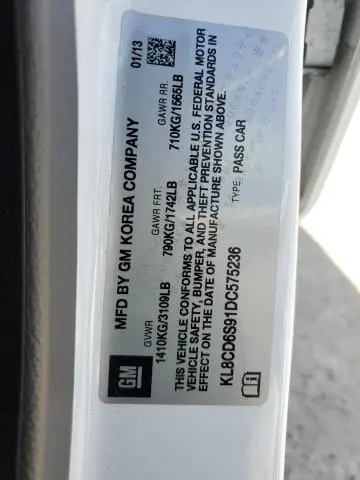 MFD BY GM KOREA COMPANY
01/13
GVWR
GAWR FRT.
GAWR RR.
1410KG/3109LB
790KG/1742LB
710KG/1565LB
THIS VEHICLE CONFORMS TO ALL APPLICABLE U.S. FEDERAL MOTOR
VEHICLE SAFETY, BUMPER, AND THEFT PREVENTION STANDARDS IN
EFFECT ON THE DATE OF MANUFACTURE SHOWN ABOVE.
KL8CD6S91DC575236
TYPE: PASS CAR
GM